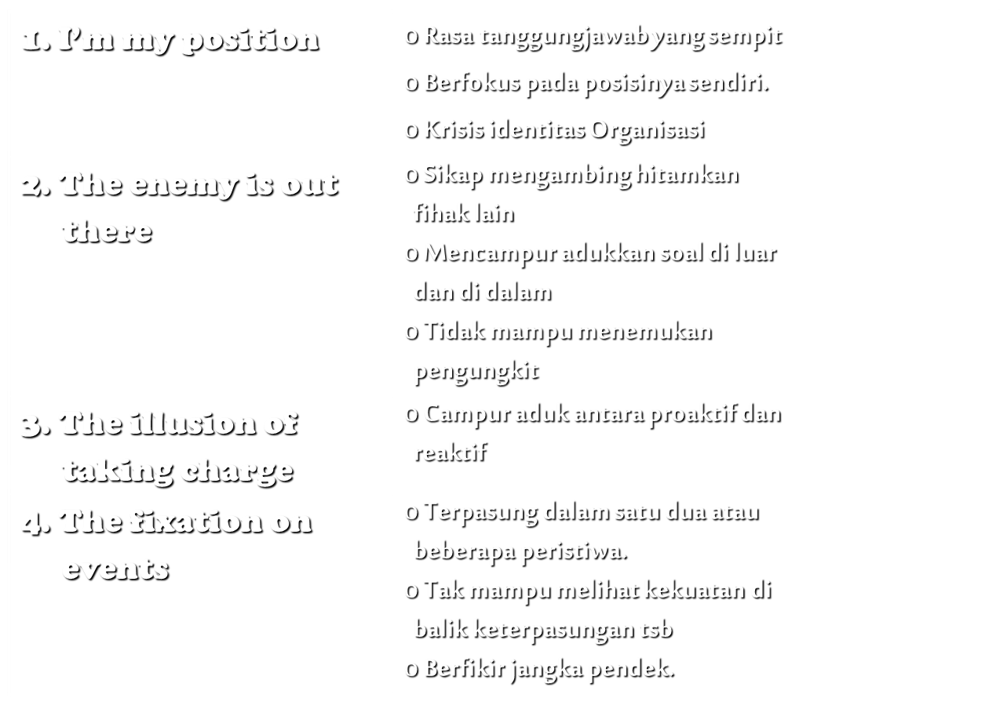 1. I'm my position
o Rasa tanggungjawab yang sempit
o Berfokus pada posisinya sendiri.
o Krisis identitas Organisasi
2. The enemy is out
there
o Sikap mengambing hitamkan
fihak lain
o Mencampur adukkan soal di luar
dan di dalam
o Tidak mampu menemukan
pengungkit
3. The illusion of
taking charge
o Campur aduk antara proaktif dan
reaktif
4. The fixation on
events
o Terpasung dalam satu dua atau
beberapa peristiwa.
o Tak mampu melihat kekuatan di
balik keterpasungan tsb
o Berfikir jangka pendek.